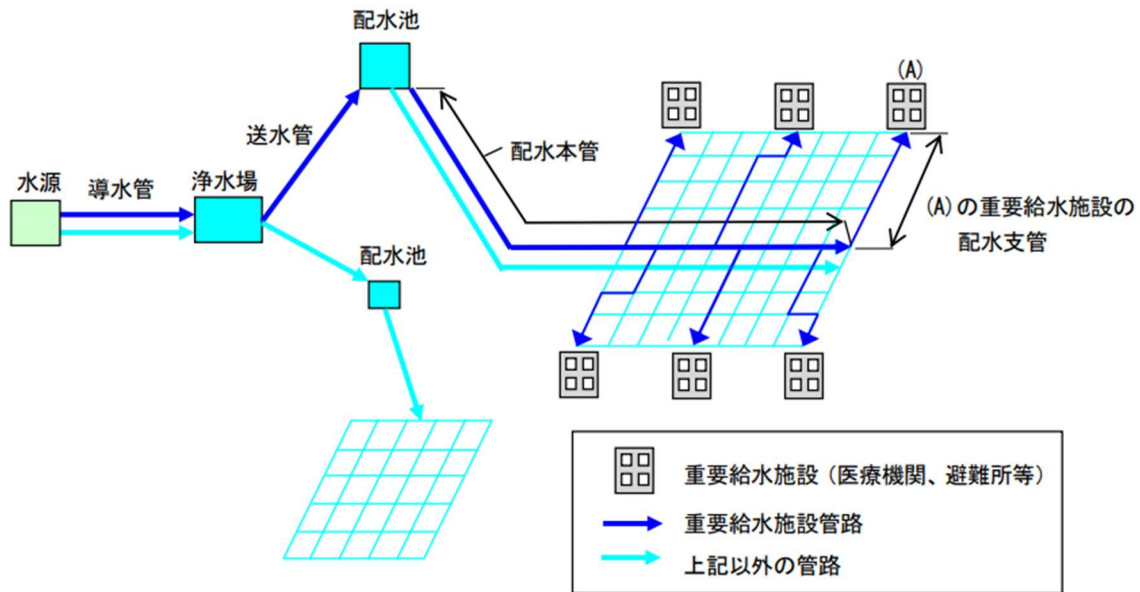 配水池
(A)
送水管
配水本管
水源
導水管
浄水場
(A)の重要給水施設の
配水支管
配水池
重要給水施設（医療機関、避難所等）
重要給水施設管路
上記以外の管路